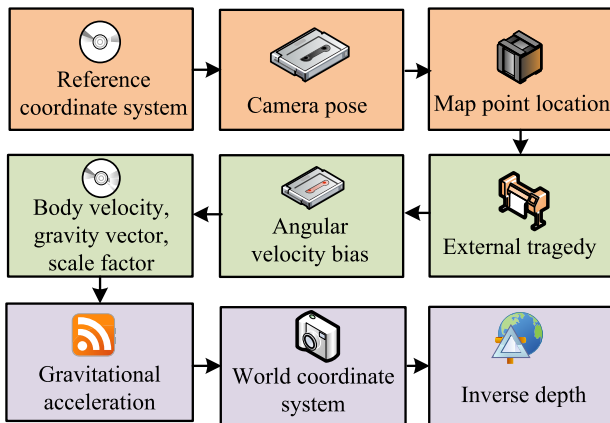 Reference
coordinate system
Camera pose
Map point location
External tragedy
Angular
velocity bias
Body velocity,
gravity vector,
scale factor
Gravitational
acceleration
World coordinate
system
Inverse depth